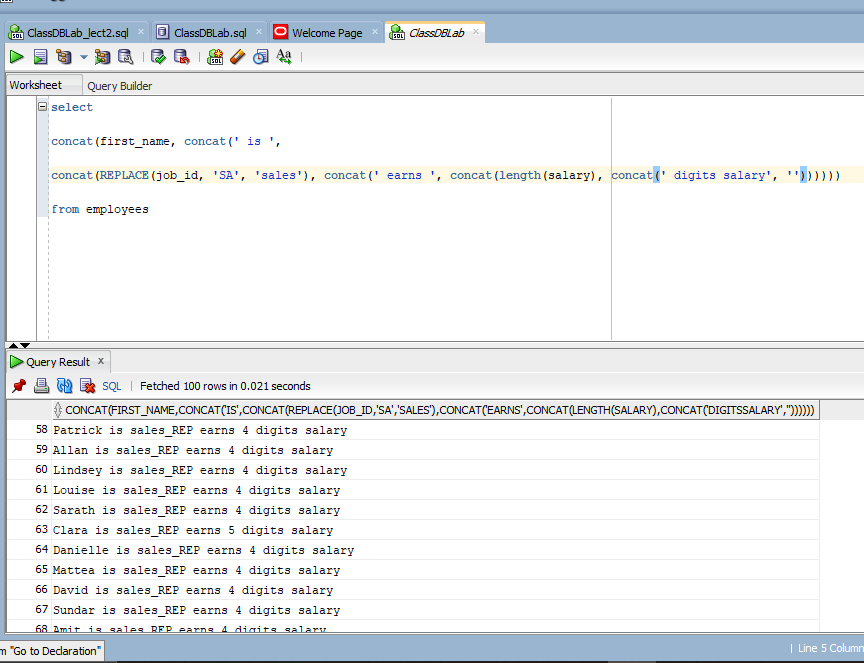 ClassDBLab_lect2.sql × ClassDBLab.sql × Welcome Page × ClassDBLab ×
Worksheet Query Builder
select
concat(first_name, concat(' is ',
concat(REPLACE(job_id, 'SA', 'sales'), concat(' earns ', concat(length(salary), concat(' digits salary', ''))))))
from employees
Query Result x
SQL | Fetched 100 rows in 0.021 seconds
CONCAT(FIRST_NAME,CONCAT('IS',CONCAT(REPLACE(JOB_ID,'SA','SALES'),CONCAT('EARNS',CONCAT(LENGTH(SALARY),CONCAT('DIGITSSALARY',''))))))
58 Patrick is sales_REP earns 4 digits salary
59 Allan is sales_REP earns 4 digits salary
60 Lindsey is sales_REP earns 4 digits salary
61 Louise is sales_REP earns 4 digits salary
62 Sarath is sales_REP earns 4 digits salary
63 Clara is sales_REP earns 5 digits salary
64 Danielle is sales_REP earns 4 digits salary
65 Mattea is sales_REP earns 4 digits salary
66 David is sales_REP earns 4 digits salary
67 Sundar is sales_REP earns 4 digits salary
68 Amit is sales_REP earns 4 digits salary
m "Go to Declaration"
| Line 5 Column